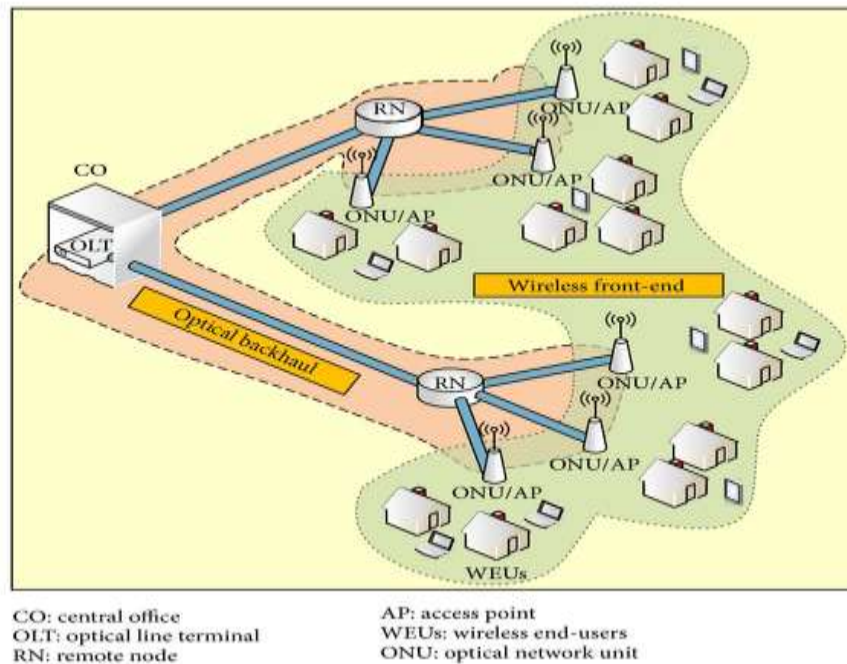 RN
ONU/AP
ONU/AP
ONU/AP
CO
OLT
Wireless front-end
Optical backhaul
RN
ONU/AP
ONU/AP
ONU/AP
WEUs
CO: central office
OLT: optical line terminal
RN: remote node
AP: access point
WEUs: wireless end-users
ONU: optical network unit